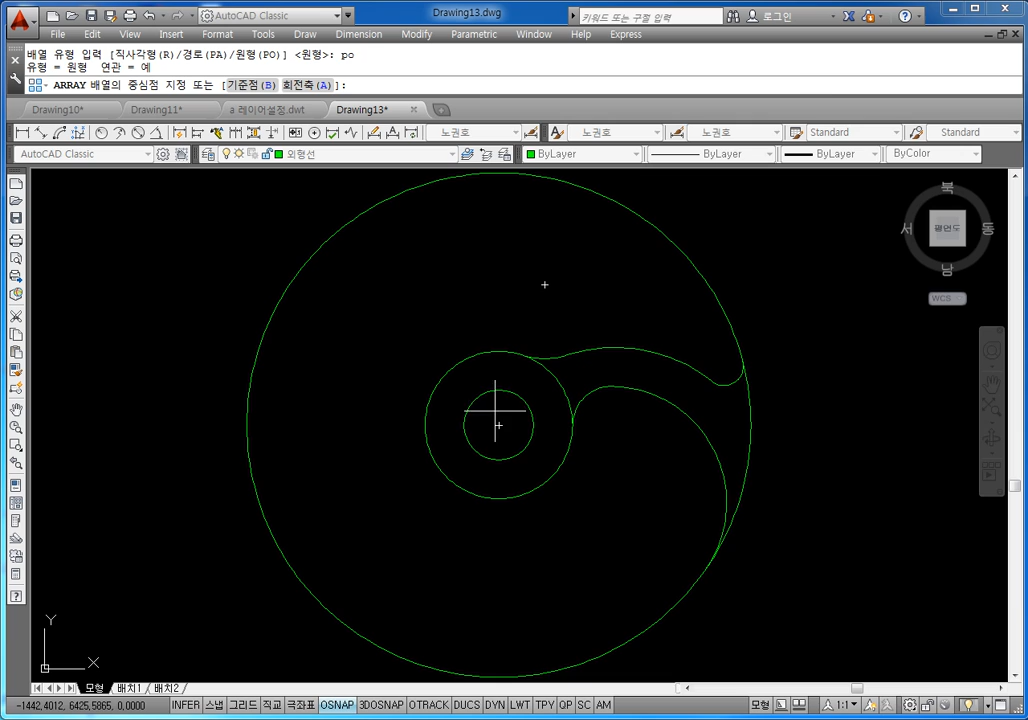 AutoCAD Classic Drawing13.dwg 키워드 또는 구절 입력 로그인
File Edit View Insert Format Tools Draw Dimension Modify Parametric Window Help Express
배열 유형 입력 [직사각형(R)/경로(PA)/원형(PO)] <원형>: po
유형 = 원형 연관 = 예
ARRAY 배열의 중심점 지정 또는 [기준점(B) 회전축(A)]:
Drawing10* Drawing11* a 레이어설정.dwt Drawing13*
노권호 노권호 노권호 Standard Standard
AutoCAD Classic 외형선 ByLayer ByLayer ByLayer ByColor
북
서 평면도 동
남
WCS
Y
X
모형 배치1 배치2
-1442,4012, 6425,5865, 0,0000 INFER 스냅 그리드 직교 극좌표 OSNAP 3DOSNAP OTRACK DUCS DYN LWT TPY QP SC AM 모형 1:1